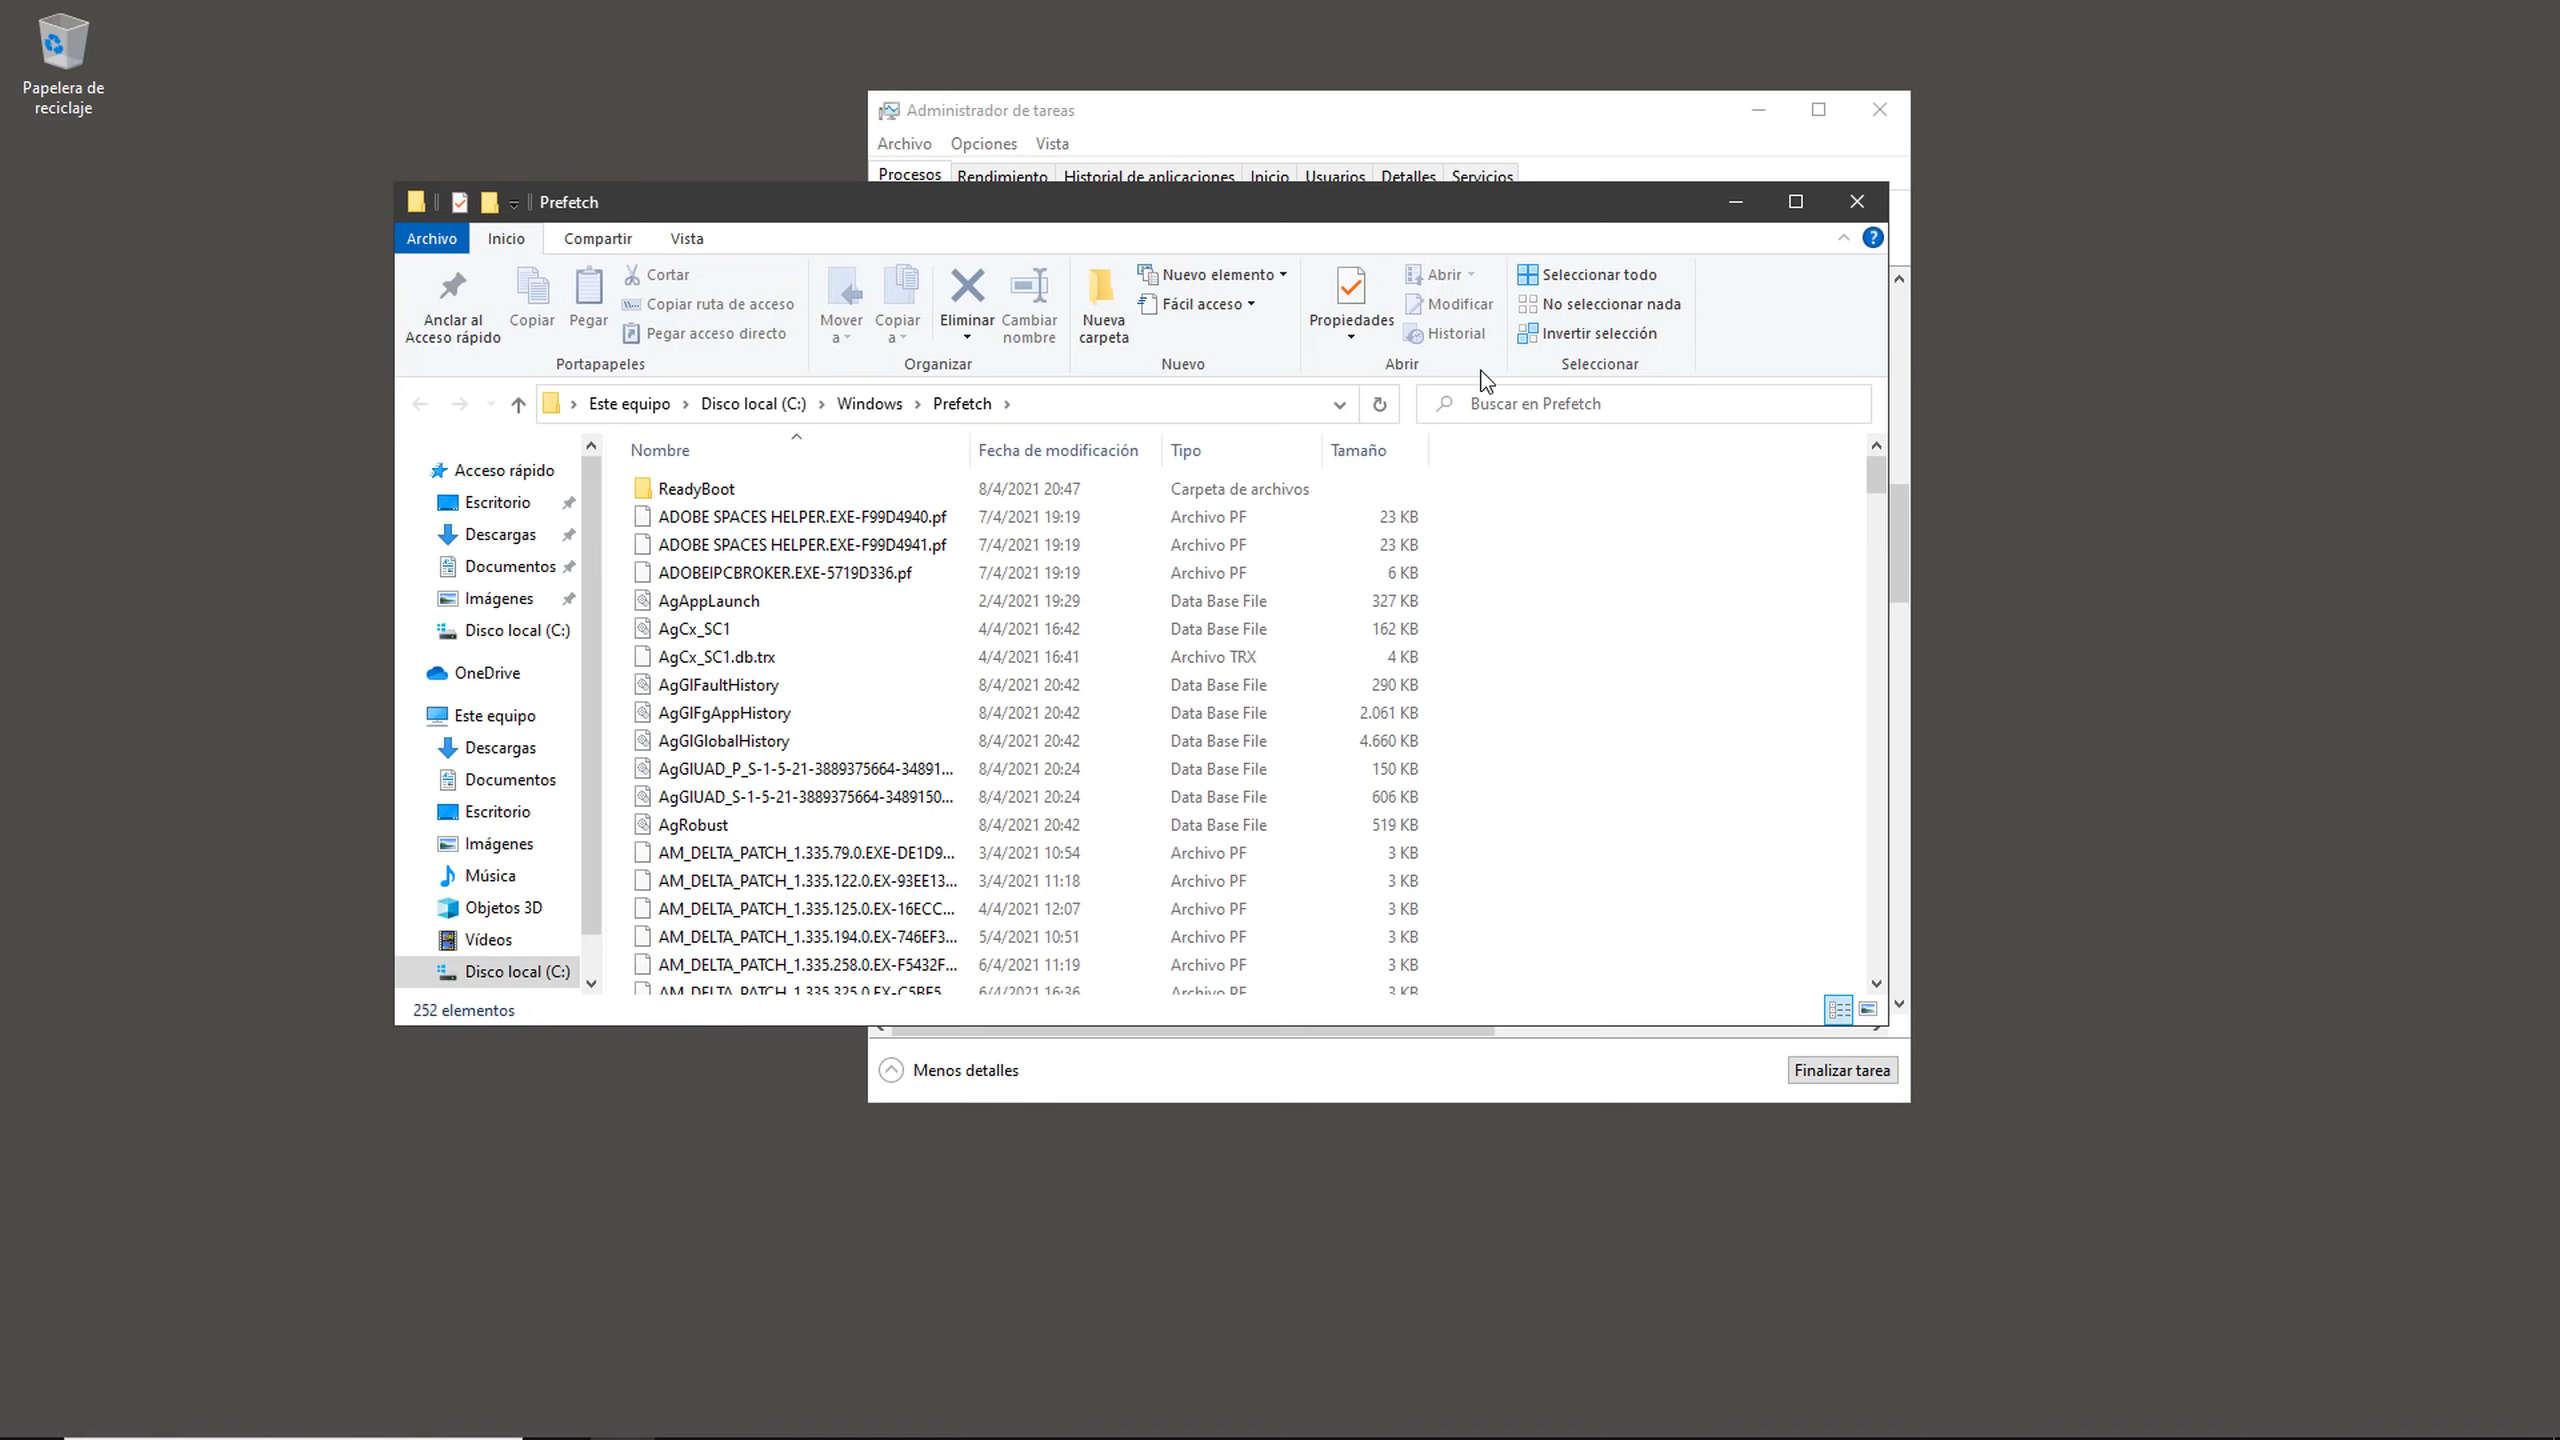 Papelera de
reciclaje
Administrador de tareas
Archivo Opciones Vista
Procesos Rendimiento Historial de aplicaciones Inicio Usuarios Detalles Servicios
Prefetch
Archivo Inicio Compartir Vista
Anclar al
Acceso rápido
Copiar
Pegar
Cortar
Copiar ruta de acceso
Pegar acceso directo
Portapapeles
Mover
a
Copiar
a
Eliminar
Cambiar
nombre
Organizar
Nueva
carpeta
Nuevo elemento
Fácil acceso
Nuevo
Propiedades
Abrir
Modificar
Historial
Abrir
Seleccionar todo
No seleccionar nada
Invertir selección
Seleccionar
Este equipo > Disco local (C:) > Windows > Prefetch >
Buscar en Prefetch
Acceso rápido
Escritorio
Descargas
Documentos
Imágenes
Disco local (C:)
OneDrive
Este equipo
Descargas
Documentos
Escritorio
Imágenes
Música
Objetos 3D
Vídeos
Disco local (C:)
Nombre Fecha de modificación Tipo Tamaño
ReadyBoot 8/4/2021 20:47 Carpeta de archivos
ADOBE SPACES HELPER.EXE-F99D4940.pf 7/4/2021 19:19 Archivo PF 23 KB
ADOBE SPACES HELPER.EXE-F99D4941.pf 7/4/2021 19:19 Archivo PF 23 KB
ADOBEIPCBROKER.EXE-5719D336.pf 7/4/2021 19:19 Archivo PF 6 KB
AgAppLaunch 2/4/2021 19:29 Data Base File 327 KB
AgCx_SC1 4/4/2021 16:42 Data Base File 162 KB
AgCx_SC1.db.trx 4/4/2021 16:41 Archivo TRX 4 KB
AgGlFaultHistory 8/4/2021 20:42 Data Base File 290 KB
AgGlFgAppHistory 8/4/2021 20:42 Data Base File 2.061 KB
AgGlGlobalHistory 8/4/2021 20:42 Data Base File 4.660 KB
AgGlUAD_P_S-1-5-21-3889375664-34891... 8/4/2021 20:24 Data Base File 150 KB
AgGlUAD_S-1-5-21-3889375664-3489150... 8/4/2021 20:24 Data Base File 606 KB
AgRobust 8/4/2021 20:42 Data Base File 519 KB
AM_DELTA_PATCH_1.335.79.0.EXE-DE1D9... 3/4/2021 10:54 Archivo PF 3 KB
AM_DELTA_PATCH_1.335.122.0.EX-93EE13... 3/4/2021 11:18 Archivo PF 3 KB
AM_DELTA_PATCH_1.335.125.0.EX-16ECC... 4/4/2021 12:07 Archivo PF 3 KB
AM_DELTA_PATCH_1.335.194.0.EX-746EF3... 5/4/2021 10:51 Archivo PF 3 KB
AM_DELTA_PATCH_1.335.258.0.EX-F5432F... 6/4/2021 11:19 Archivo PF 3 KB
AM_DELTA_PATCH_1.335.325.0.EX-C5BF5... 6/4/2021 16:36 Archivo PF 3 KB
252 elementos
Menos detalles
Finalizar tarea